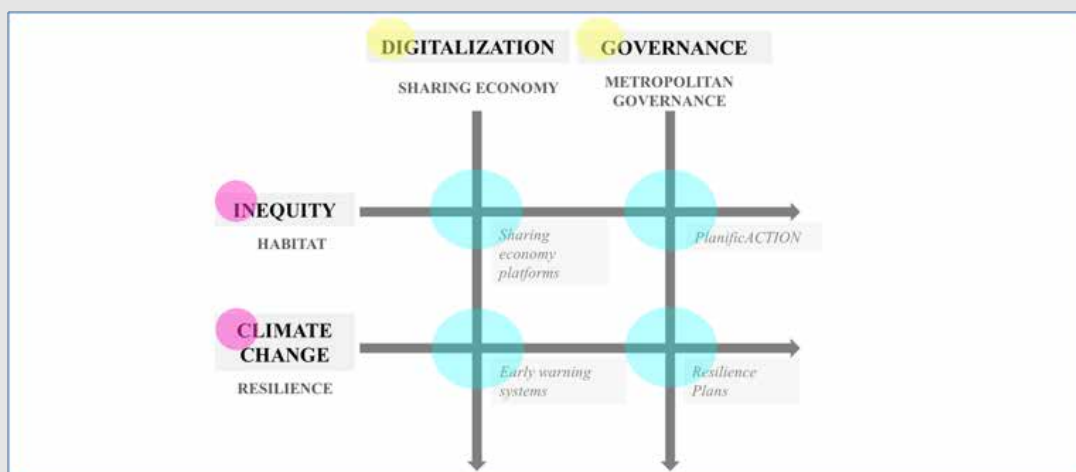 DIGITALIZATION
GOVERNANCE
SHARING ECONOMY
METROPOLITAN
GOVERNANCE
INEQUITY
HABITAT
Sharing
economy
platforms
PlanificACTION
CLIMATE
CHANGE
RESILIENCE
Early warning
systems
Resilience
Plans